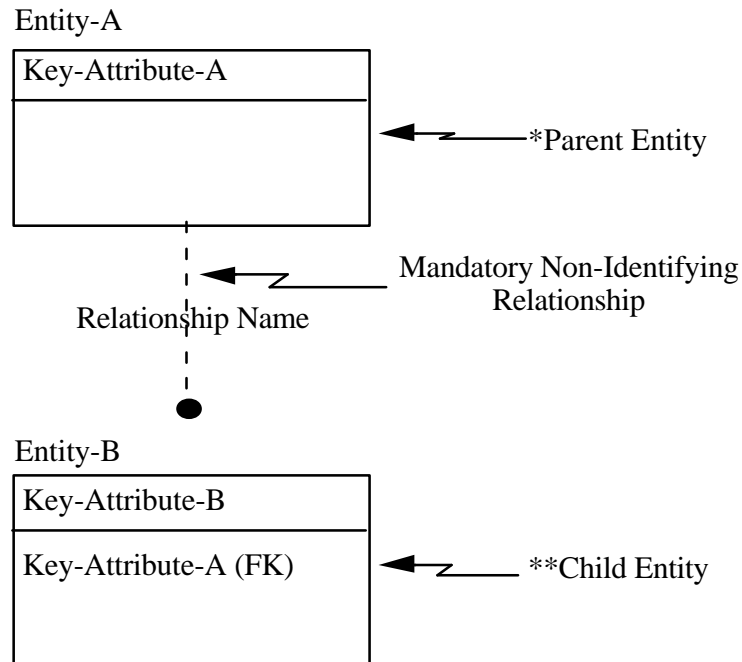 Entity-A
Key-Attribute-A
*Parent Entity
Mandatory Non-Identifying
Relationship
Relationship Name
Entity-B
Key-Attribute-B
Key-Attribute-A (FK)
**Child Entity